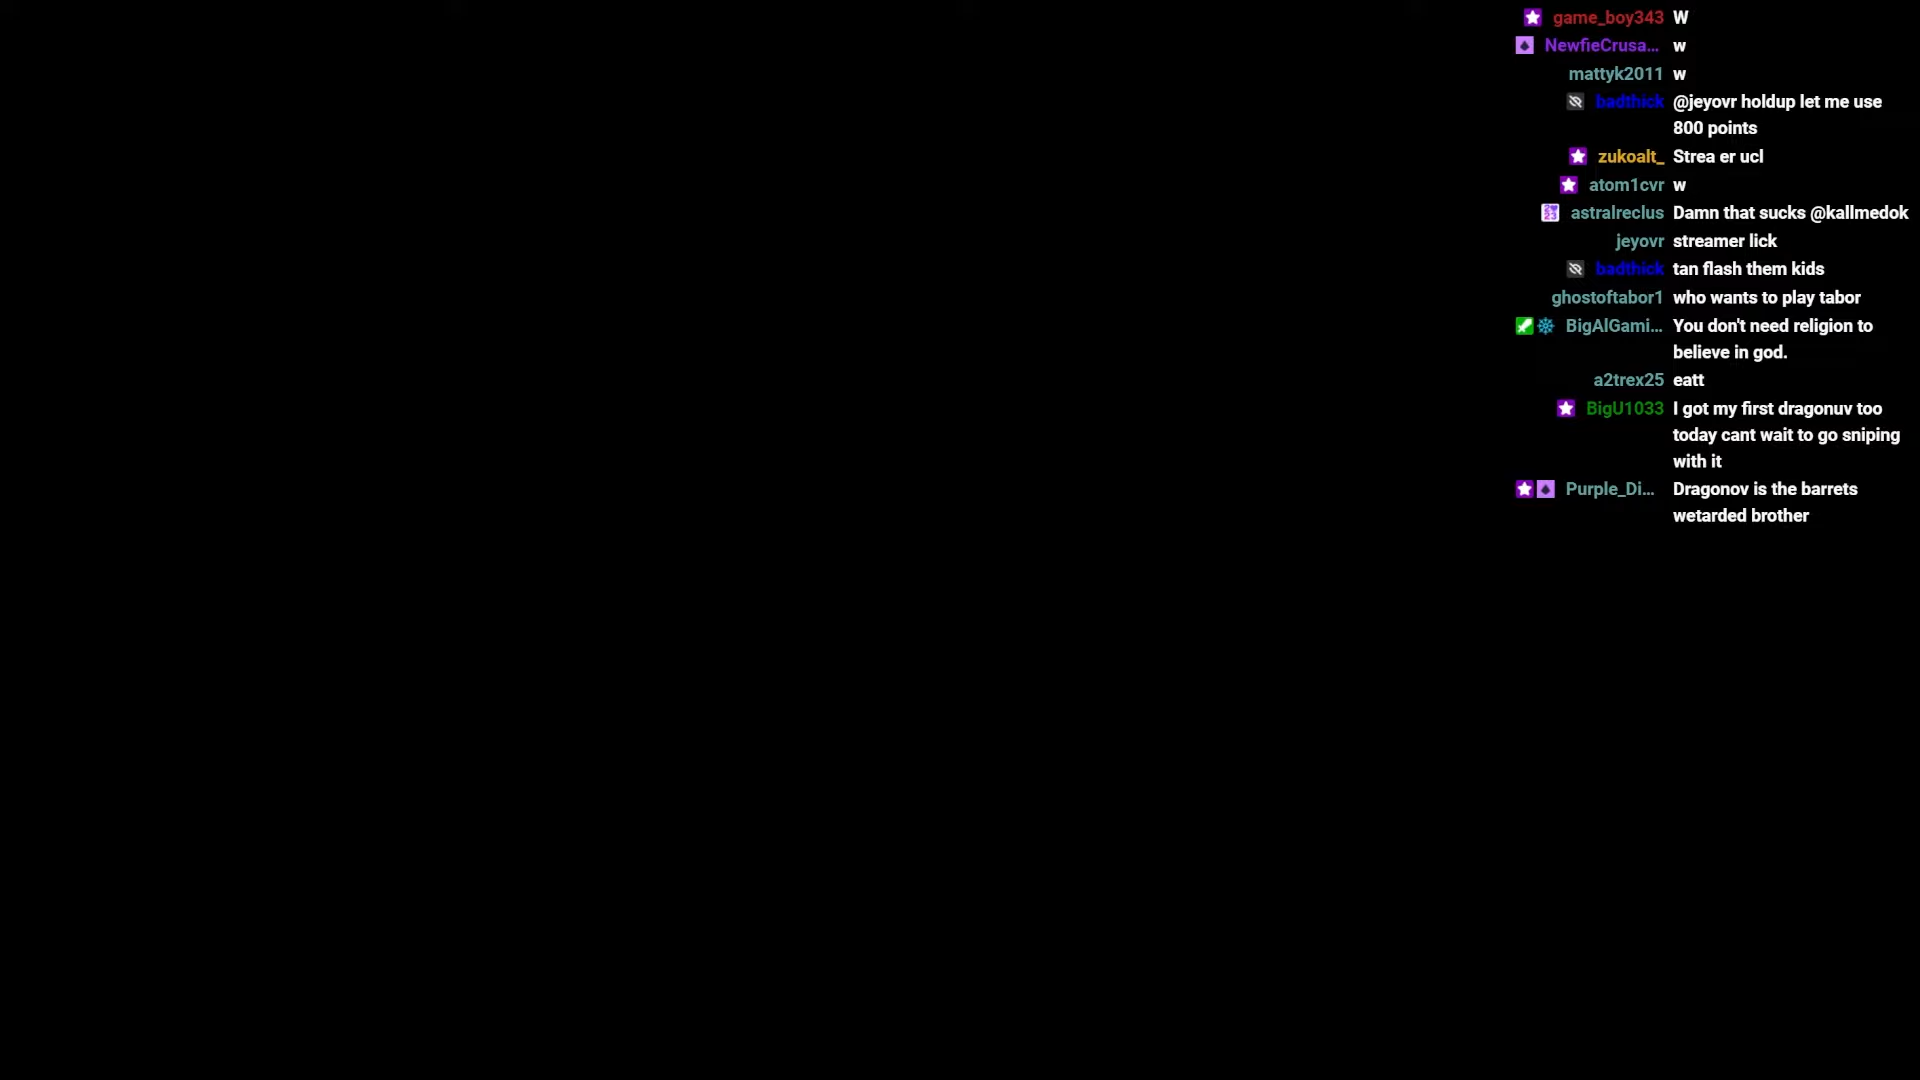 game_boy343 W
NewfieCrusa... w
mattyk2011 w
badthick @jeyovr holdup let me use
800 points
zukoalt_ Strea er ucl
atom1cvr w
astralreclus Damn that sucks @kallmedok
jeyovr streamer lick
badthick tan flash them kids
ghostoftabor1 who wants to play tabor
BigAlGami... You don't need religion to
believe in god.
a2trex25 eatt
BigU1033 I got my first dragonuv too
today cant wait to go sniping
with it
Purple_Di... Dragonov is the barrets
wetarded brother